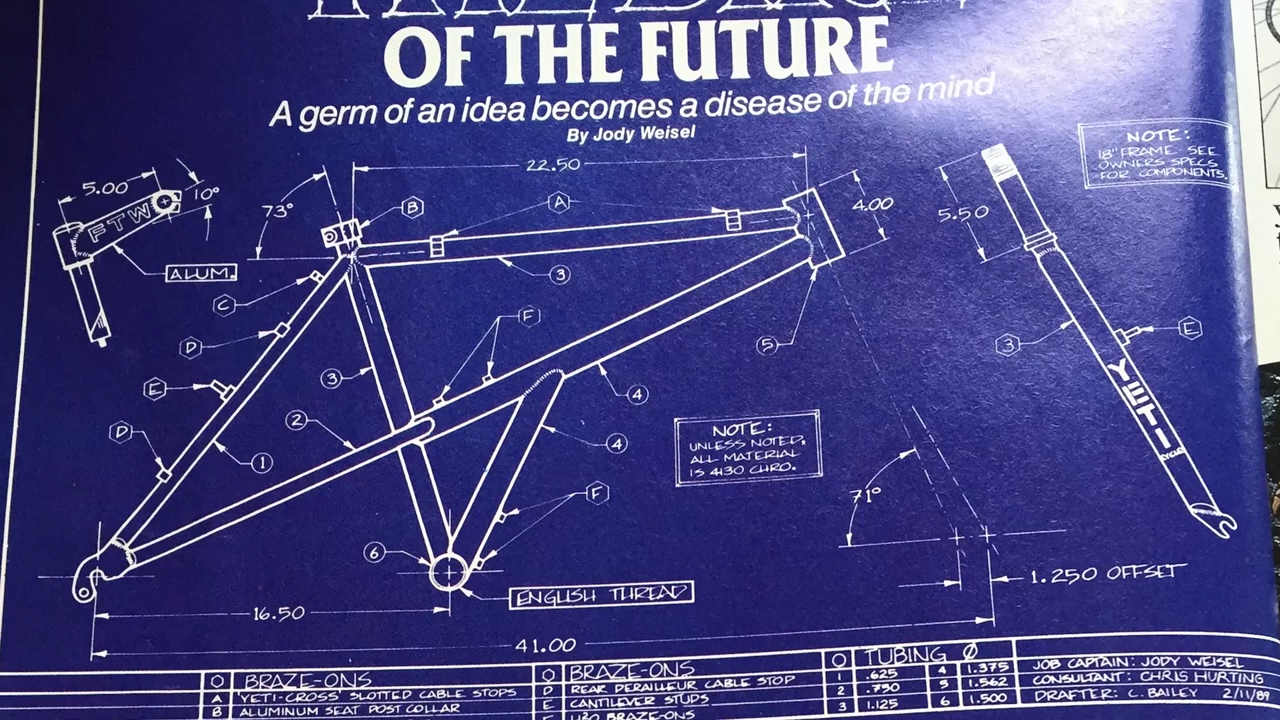 OF THE FUTURE
A germ of an idea becomes a disease of the mind
By Jody Weisel
NOTE:
18" FRAME. SEE
OWNERS SPECS
FOR COMPONENTS.
22.50
5.00
10°
FTW
ALUM.
73°
B
A
4.00
5.50
C
D
E
D
3
F
3
2
1
4
4
5
3
E
YETI
NOTE:
UNLESS NOTED,
ALL MATERIAL
IS 4130 CHRO.
71°
F
6
ENGLISH THREAD
1.250 OFFSET
16.50
41.00
BRAZE-ONS
A YETI-CROSS SLOTTED CABLE STOPS
B ALUMINUM SEAT POST COLLAR
BRAZE-ONS
D REAR DERAILLEUR CABLE STOP
E CANTILEVER STUDS
F H2O BRAZE-ONS
TUBING Ø
1 .625 4 1.375
2 .750 5 1.562
3 1.125 6 1.500
JOB CAPTAIN: JODY WEISEL
CONSULTANT: CHRIS HURTING
DRAFTER: C. BAILEY 2/11/89